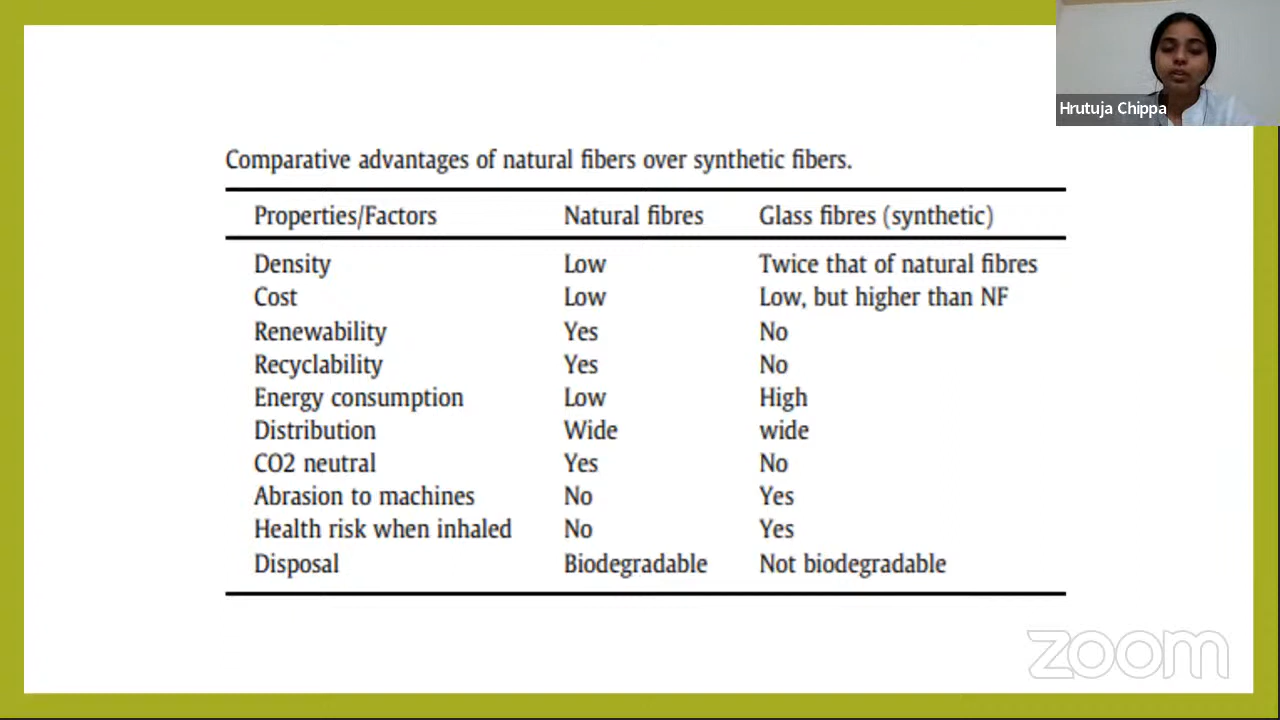 Hrutuja Chippa
Comparative advantages of natural fibers over synthetic fibers.
Properties/Factors Natural fibres Glass fibres (synthetic)
Density Low Twice that of natural fibres
Cost Low Low, but higher than NF
Renewability Yes No
Recyclability Yes No
Energy consumption Low High
Distribution Wide wide
CO2 neutral Yes No
Abrasion to machines No Yes
Health risk when inhaled No Yes
Disposal Biodegradable Not biodegradable
zoom